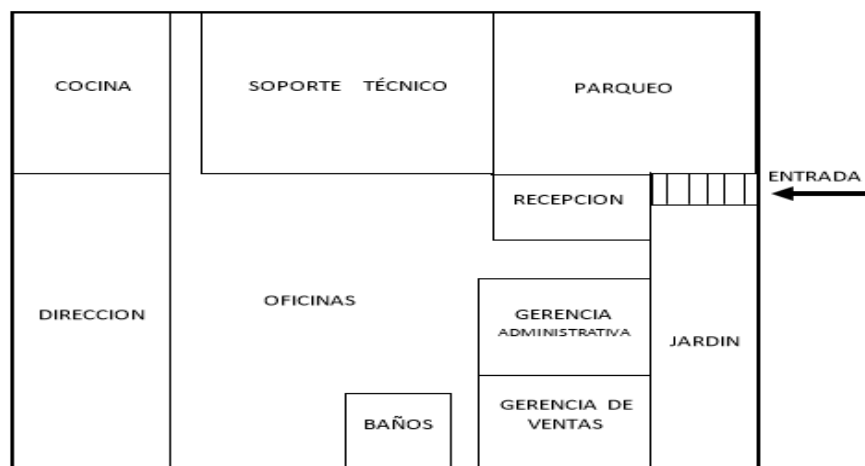 COCINA
SOPORTE TÉCNICO
PARQUEO
ENTRADA
RECEPCION
OFICINAS
DIRECCION
GERENCIA
ADMINISTRATIVA
JARDIN
GERENCIA DE
VENTAS
BAÑOS